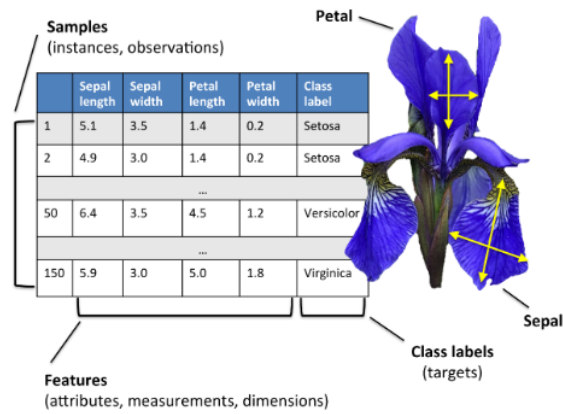 Samples
(instances, observations)
Petal
Sepal length Sepal width Petal length Petal width Class label
1 5.1 3.5 1.4 0.2 Setosa
2 4.9 3.0 1.4 0.2 Setosa
...
50 6.4 3.5 4.5 1.2 Versicolor
...
150 5.9 3.0 5.0 1.8 Virginica
Sepal
Class labels
(targets)
Features
(attributes, measurements, dimensions)